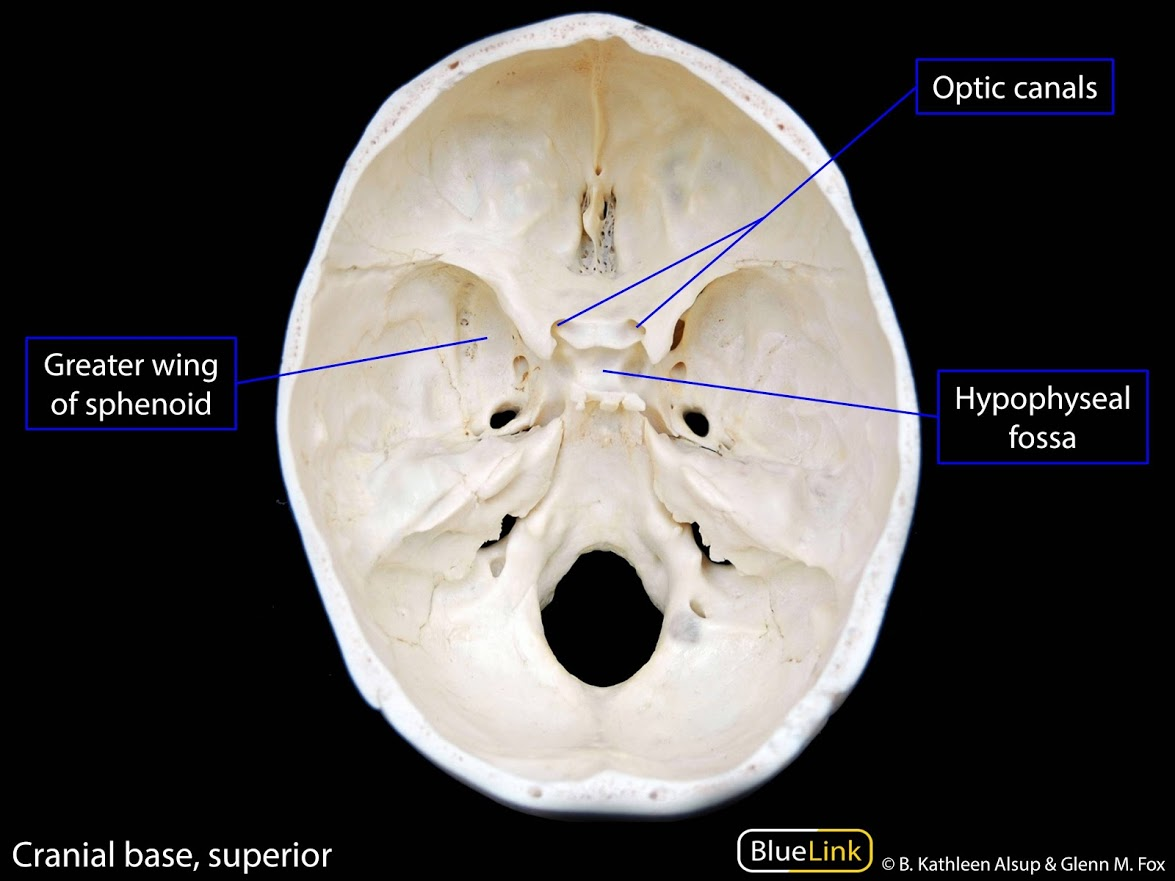 Optic canals
Greater wing
of sphenoid
Hypophyseal
fossa
Cranial base, superior
BlueLink
© B. Kathleen Alsup & Glenn M. Fox